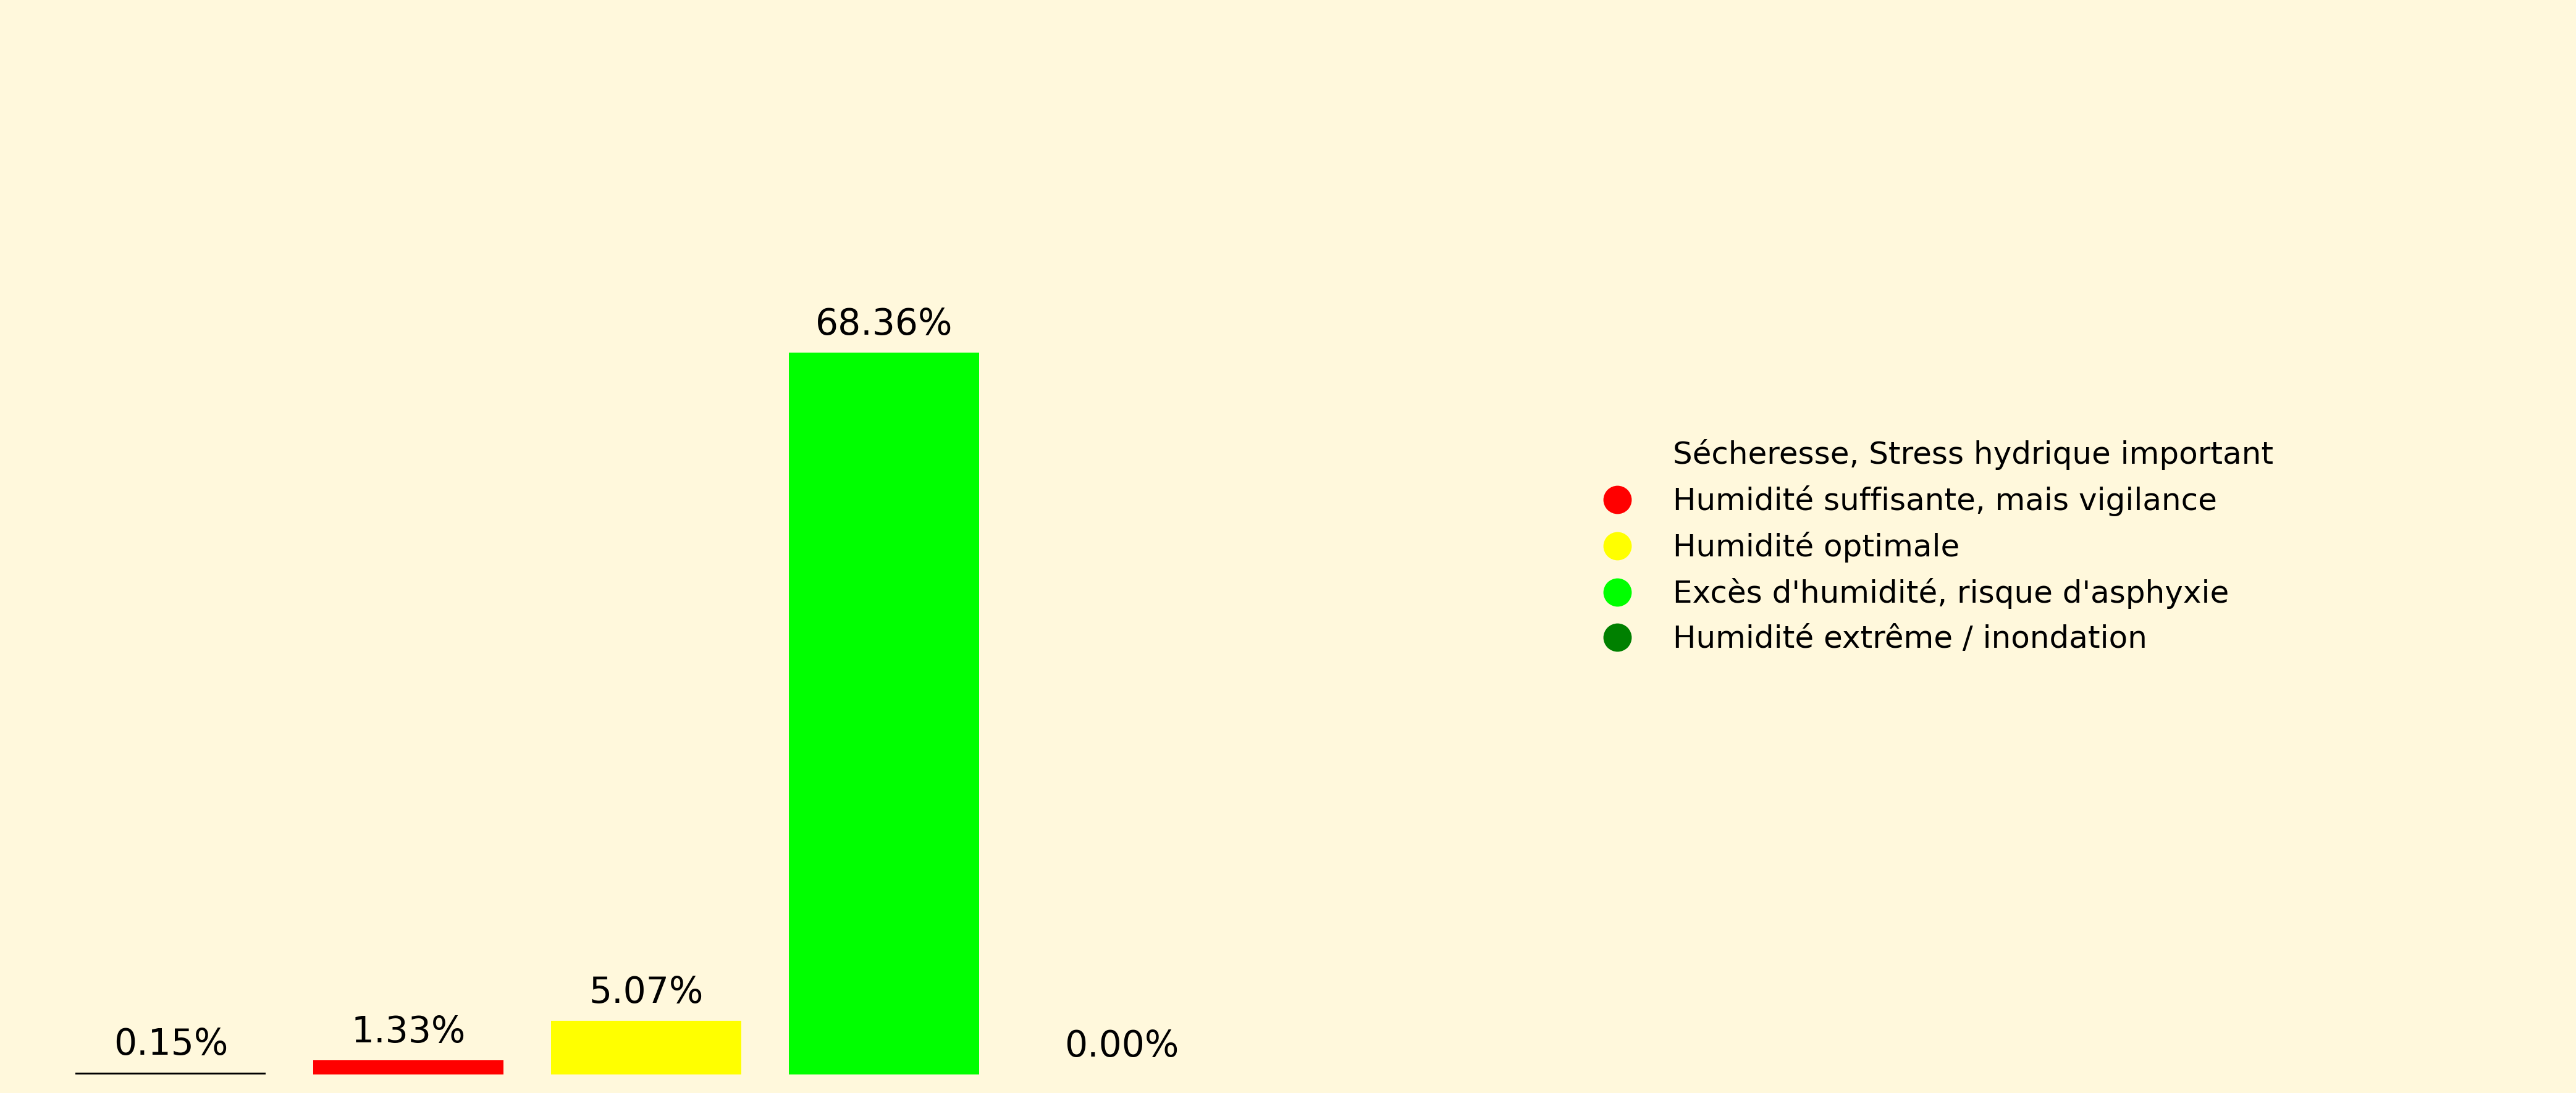 68.36%
5.07%
1.33%
0.15%
0.00%
Sécheresse, Stress hydrique important
Humidité suffisante, mais vigilance
Humidité optimale
Excès d'humidité, risque d'asphyxie
Humidité extrême / inondation